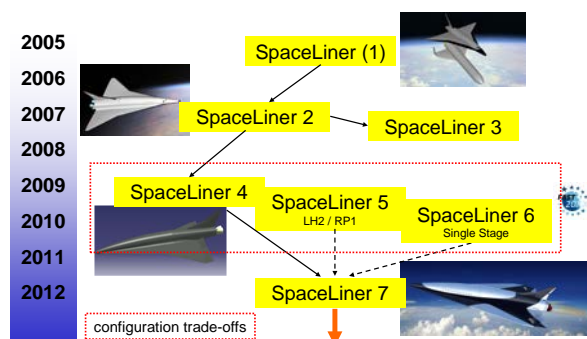 2005
SpaceLiner (1)
2006
2007
SpaceLiner 2
SpaceLiner 3
2008
2009
SpaceLiner 4
SpaceLiner 5
LH2 / RP1
2010
SpaceLiner 6
Single Stage
2011
2012
SpaceLiner 7
configuration trade-offs